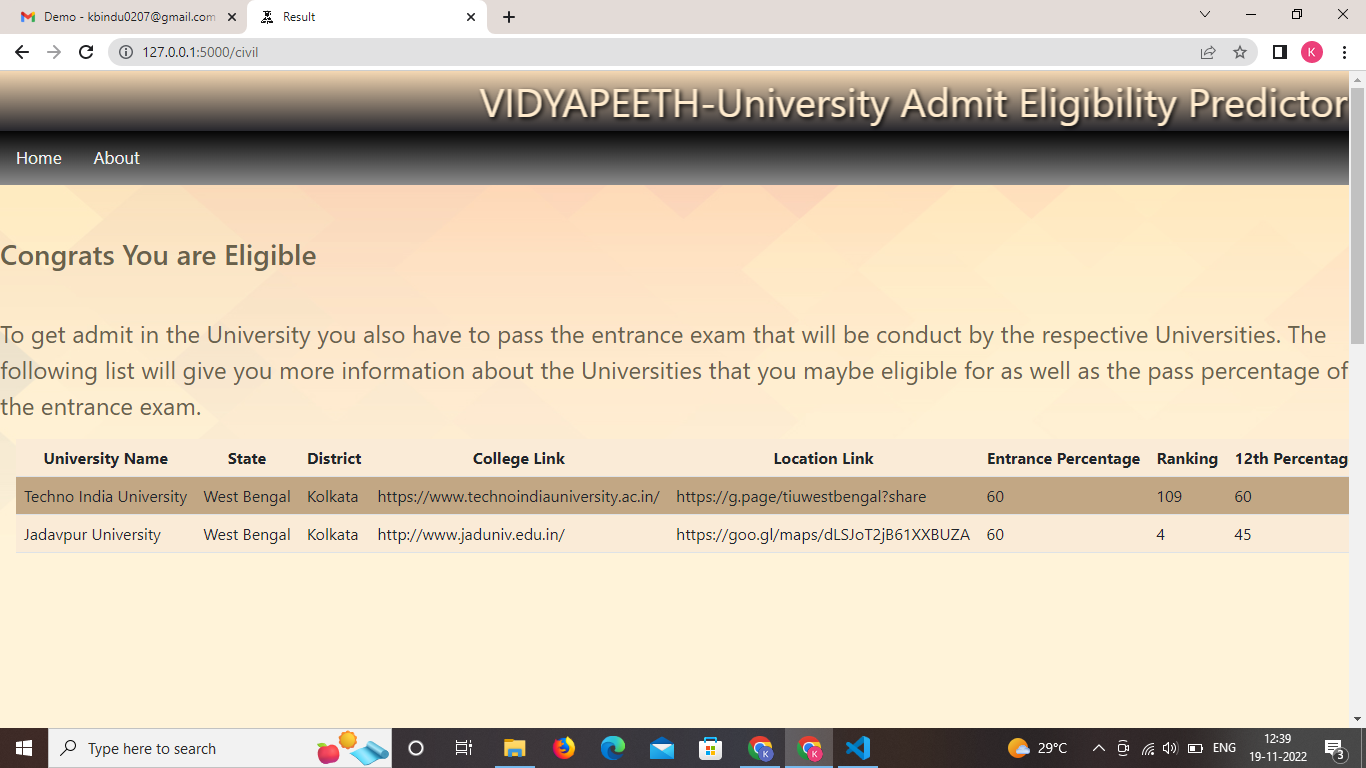 Demo - kbindu0207@gmail.com
Result
127.0.0.1:5000/civil
K
VIDYAPEETH-University Admit Eligibility Predictor
Home About
Congrats You are Eligible
To get admit in the University you also have to pass the entrance exam that will be conduct by the respective Universities. The
following list will give you more information about the Universities that you maybe eligible for as well as the pass percentage of
the entrance exam.
University Name State District College Link Location Link Entrance Percentage Ranking 12th Percentag
Techno India University West Bengal Kolkata https://www.technoindiauniversity.ac.in/ https://g.page/tiuwestbengal?share 60 109 60
Jadavpur University West Bengal Kolkata http://www.jaduniv.edu.in/ https://goo.gl/maps/dLSJoT2jB61XXBUZA 60 4 45
Type here to search
K
K
29°C
ENG
12:39
19-11-2022
3